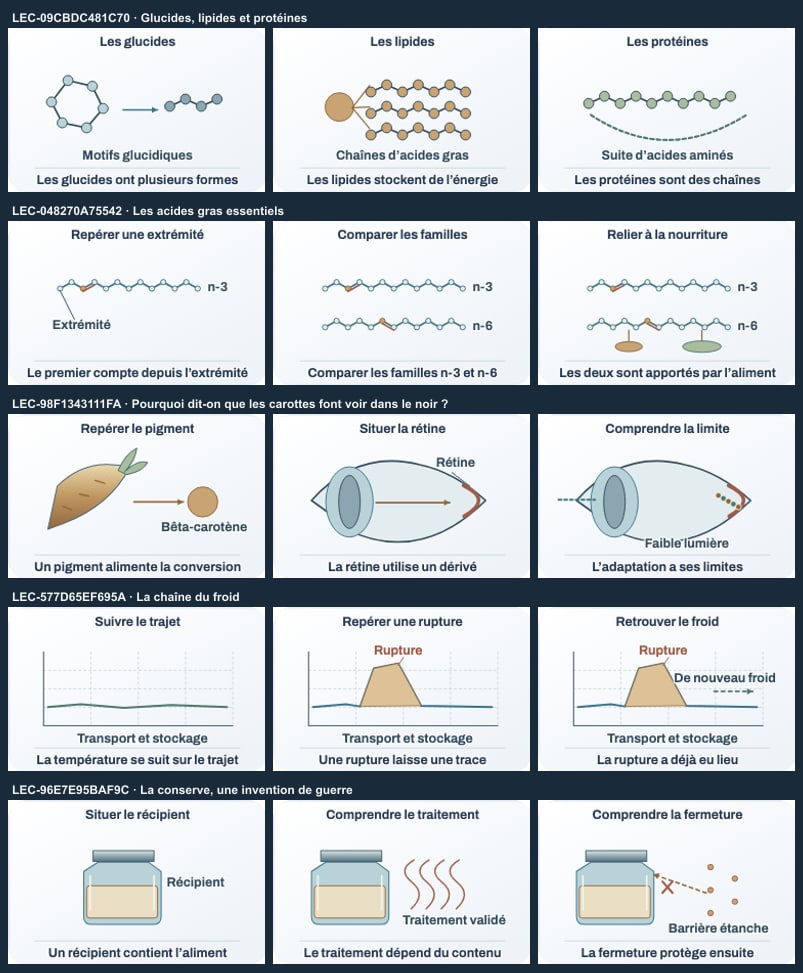 LEC-09CBDC481C70 · Glucides, lipides et protéines
Les glucides
Motifs glucidiques
Les glucides ont plusieurs formes
Les lipides
Chaînes d’acides gras
Les lipides stockent de l’énergie
Les protéines
Suite d’acides aminés
Les protéines sont des chaînes
LEC-048270A75542 · Les acides gras essentiels
Repérer une extrémité
n-3
Extrémité
Le premier compte depuis l’extrémité
Comparer les familles
n-3
n-6
Comparer les familles n-3 et n-6
Relier à la nourriture
n-3
n-6
Les deux sont apportés par l’aliment
LEC-98F1343111FA · Pourquoi dit-on que les carottes font voir dans le noir ?
Repérer le pigment
Bêta-carotène
Un pigment alimente la conversion
Situer la rétine
Rétine
La rétine utilise un dérivé
Comprendre la limite
Faible lumière
L’adaptation a ses limites
LEC-577D65EF695A · La chaîne du froid
Suivre le trajet
Transport et stockage
La température se suit sur le trajet
Repérer une rupture
Rupture
Transport et stockage
Une rupture laisse une trace
Retrouver le froid
Rupture
De nouveau froid
Transport et stockage
La rupture a déjà eu lieu
LEC-96E7E95BAF9C · La conserve, une invention de guerre
Situer le récipient
Récipient
Un récipient contient l’aliment
Comprendre le traitement
Traitement validé
Le traitement dépend du contenu
Comprendre la fermeture
Barrière étanche
La fermeture protège ensuite